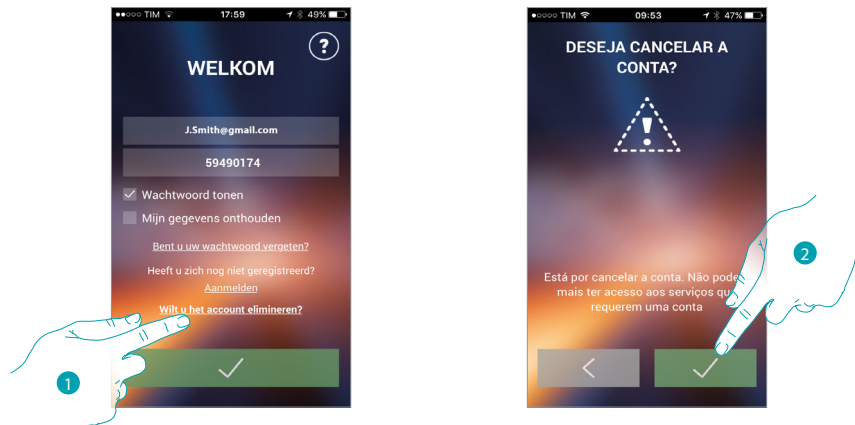 TIM 17:59 49%
?
WELKOM
J.Smith@gmail.com
59490174
Wachtwoord tonen
Mijn gegevens onthouden
Bent u uw wachtwoord vergeten?
Heeft u zich nog niet geregistreerd?
Aanmelden
Wilt u het account elimineren?
1
TIM 09:53 47%
DESEJA CANCELAR A
CONTA?
!
Está por cancelar a conta. Não pode
mais ter acesso aos serviços qu
requerem uma conta
2